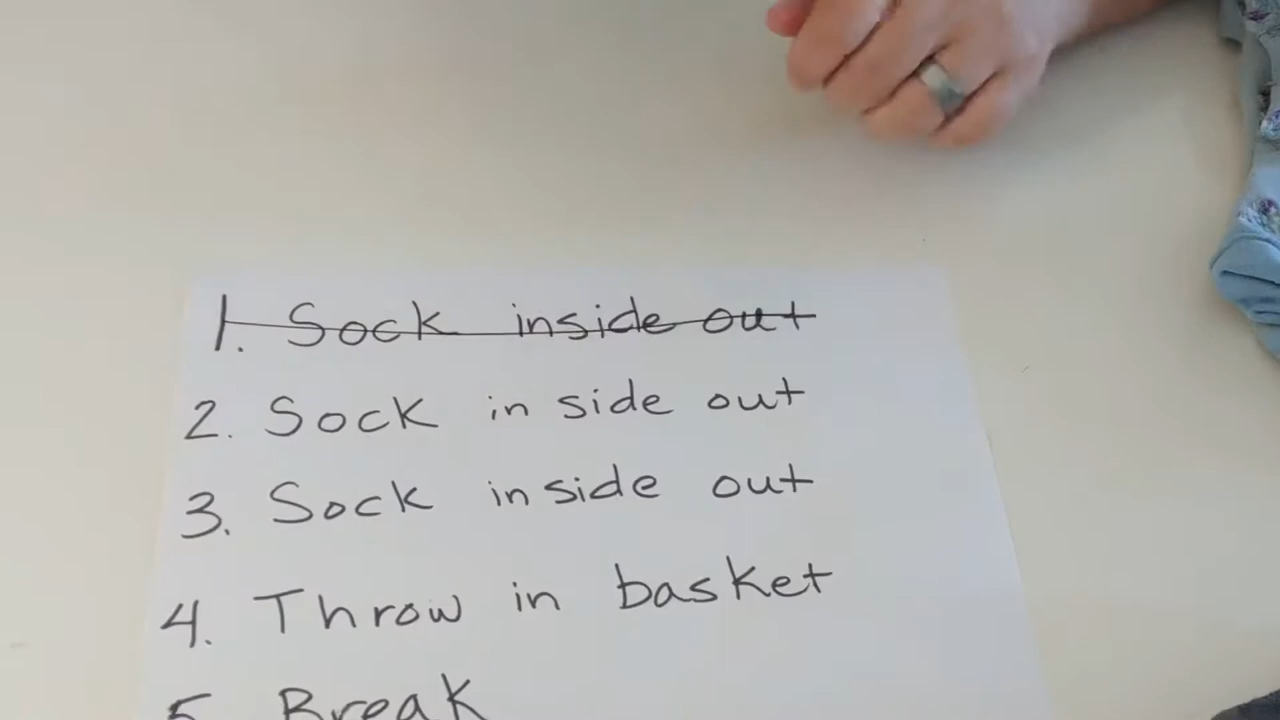 1. Sock inside out
2. Sock in side out
3. Sock inside out
4. Throw in basket
5. Break